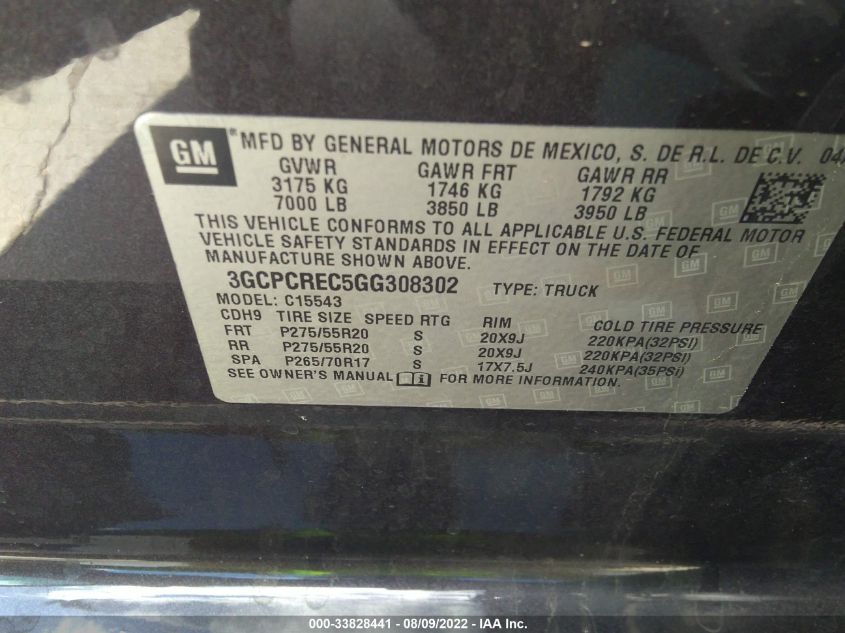 GM ® MFD BY GENERAL MOTORS DE MEXICO, S. DE R.L. DE C.V. 04/
GVWR GAWR FRT GAWR RR
3175 KG 1746 KG 1792 KG
7000 LB 3850 LB 3950 LB
THIS VEHICLE CONFORMS TO ALL APPLICABLE U.S. FEDERAL MOTOR
VEHICLE SAFETY STANDARDS IN EFFECT ON THE DATE OF
MANUFACTURE SHOWN ABOVE.
3GCPCREC5GG308302 TYPE: TRUCK
MODEL: C15543
CDH9 TIRE SIZE SPEED RTG RIM COLD TIRE PRESSURE
FRT P275/55R20 S 20X9J 220KPA(32PSI)
RR P275/55R20 S 20X9J 220KPA(32PSI)
SPA P265/70R17 S 17X7.5J 240KPA(35PSI)
SEE OWNER'S MANUAL FOR MORE INFORMATION.
000-33828441 - 08/09/2022 - IAA Inc.